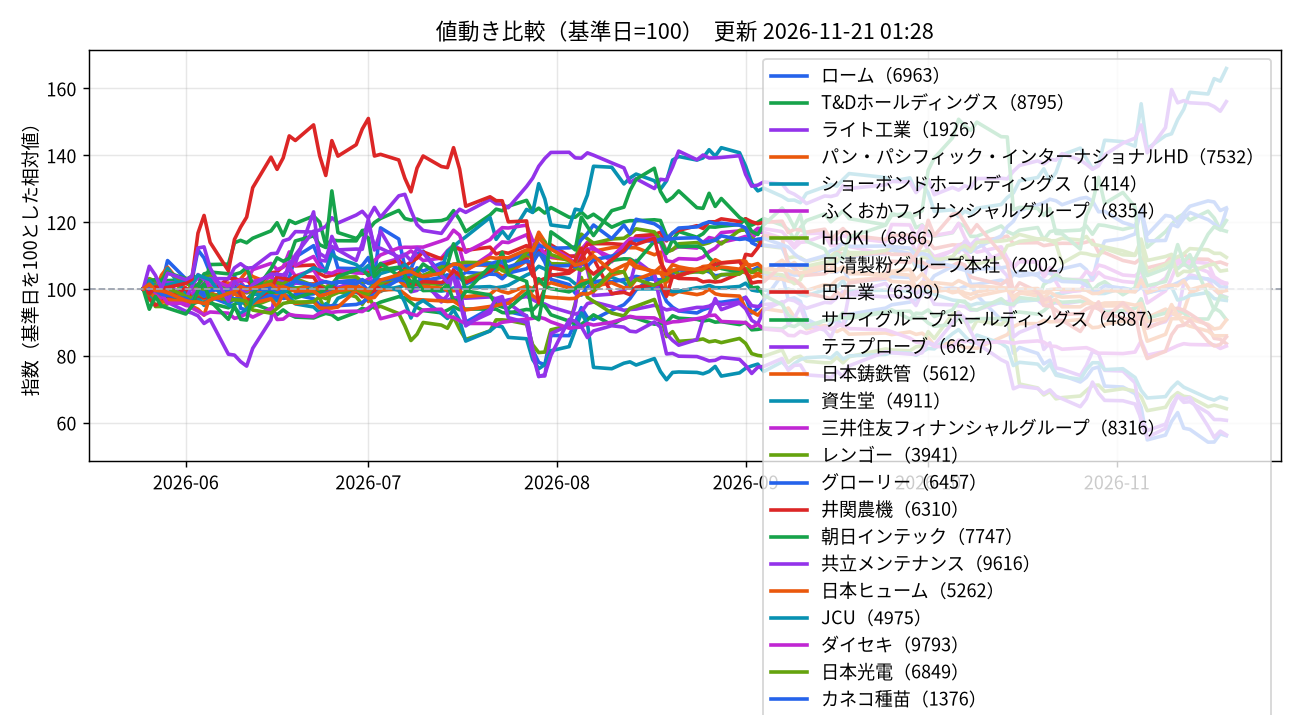 値動き比較（基準日=100） 更新 2026-11-21 01:28
指数（基準日を100とした相対値）
160
140
120
100
80
60
2026-06
2026-07
2026-08
2026-09
2026-11
ローム（6963）
T&Dホールディングス（8795）
ライト工業（1926）
パン・パシフィック・インターナショナルHD（7532）
ショーボンドホールディングス（1414）
ふくおかフィナンシャルグループ（8354）
HIOKI（6866）
日清製粉グループ本社（2002）
巴工業（6309）
サワイグループホールディングス（4887）
テラプローブ（6627）
日本鋳鉄管（5612）
資生堂（4911）
三井住友フィナンシャルグループ（8316）
レンゴー（3941）
グローリー（6457）
井関農機（6310）
朝日インテック（7747）
共立メンテナンス（9616）
日本ヒューム（5262）
JCU（4975）
ダイセキ（9793）
日本光電（6849）
カネコ種苗（1376）